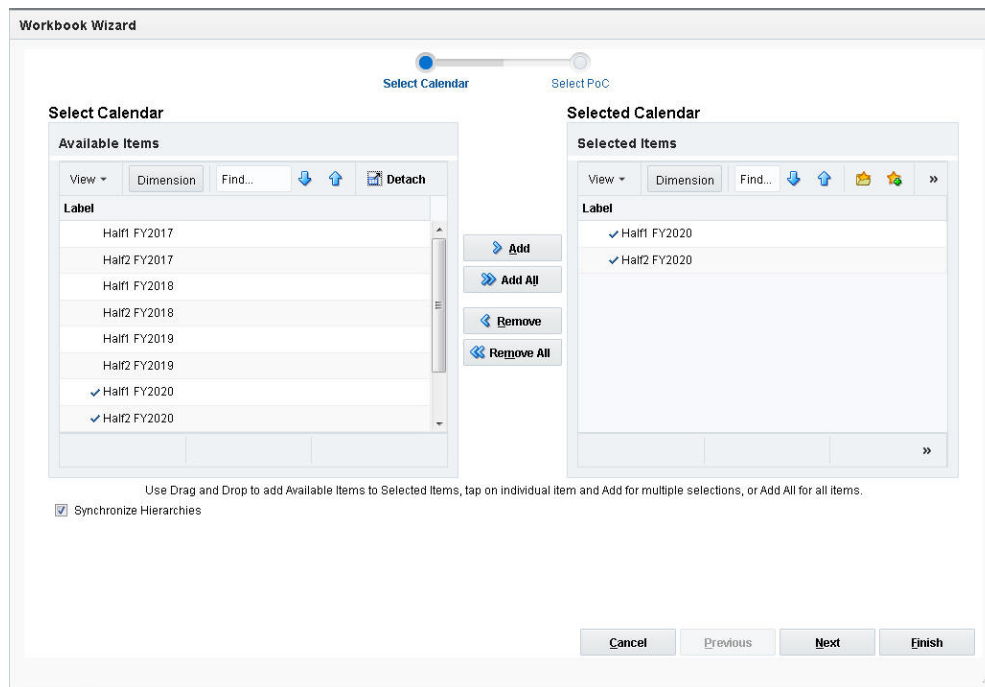 Workbook Wizard
Select Calendar
Select PoC
Select Calendar
Available Items
View
Dimension
Find...
Detach
Label
Half1 FY2017
Half2 FY2017
Half1 FY2018
Half2 FY2018
Half1 FY2019
Half2 FY2019
Half1 FY2020
Half2 FY2020
Add
Add All
Remove
Remove All
Selected Calendar
Selected Items
View
Dimension
Find...
»
Label
Half1 FY2020
Half2 FY2020
»
Use Drag and Drop to add Available Items to Selected Items, tap on individual item and Add for multiple selections, or Add All for all items.
Synchronize Hierarchies
Cancel
Previous
Next
Finish